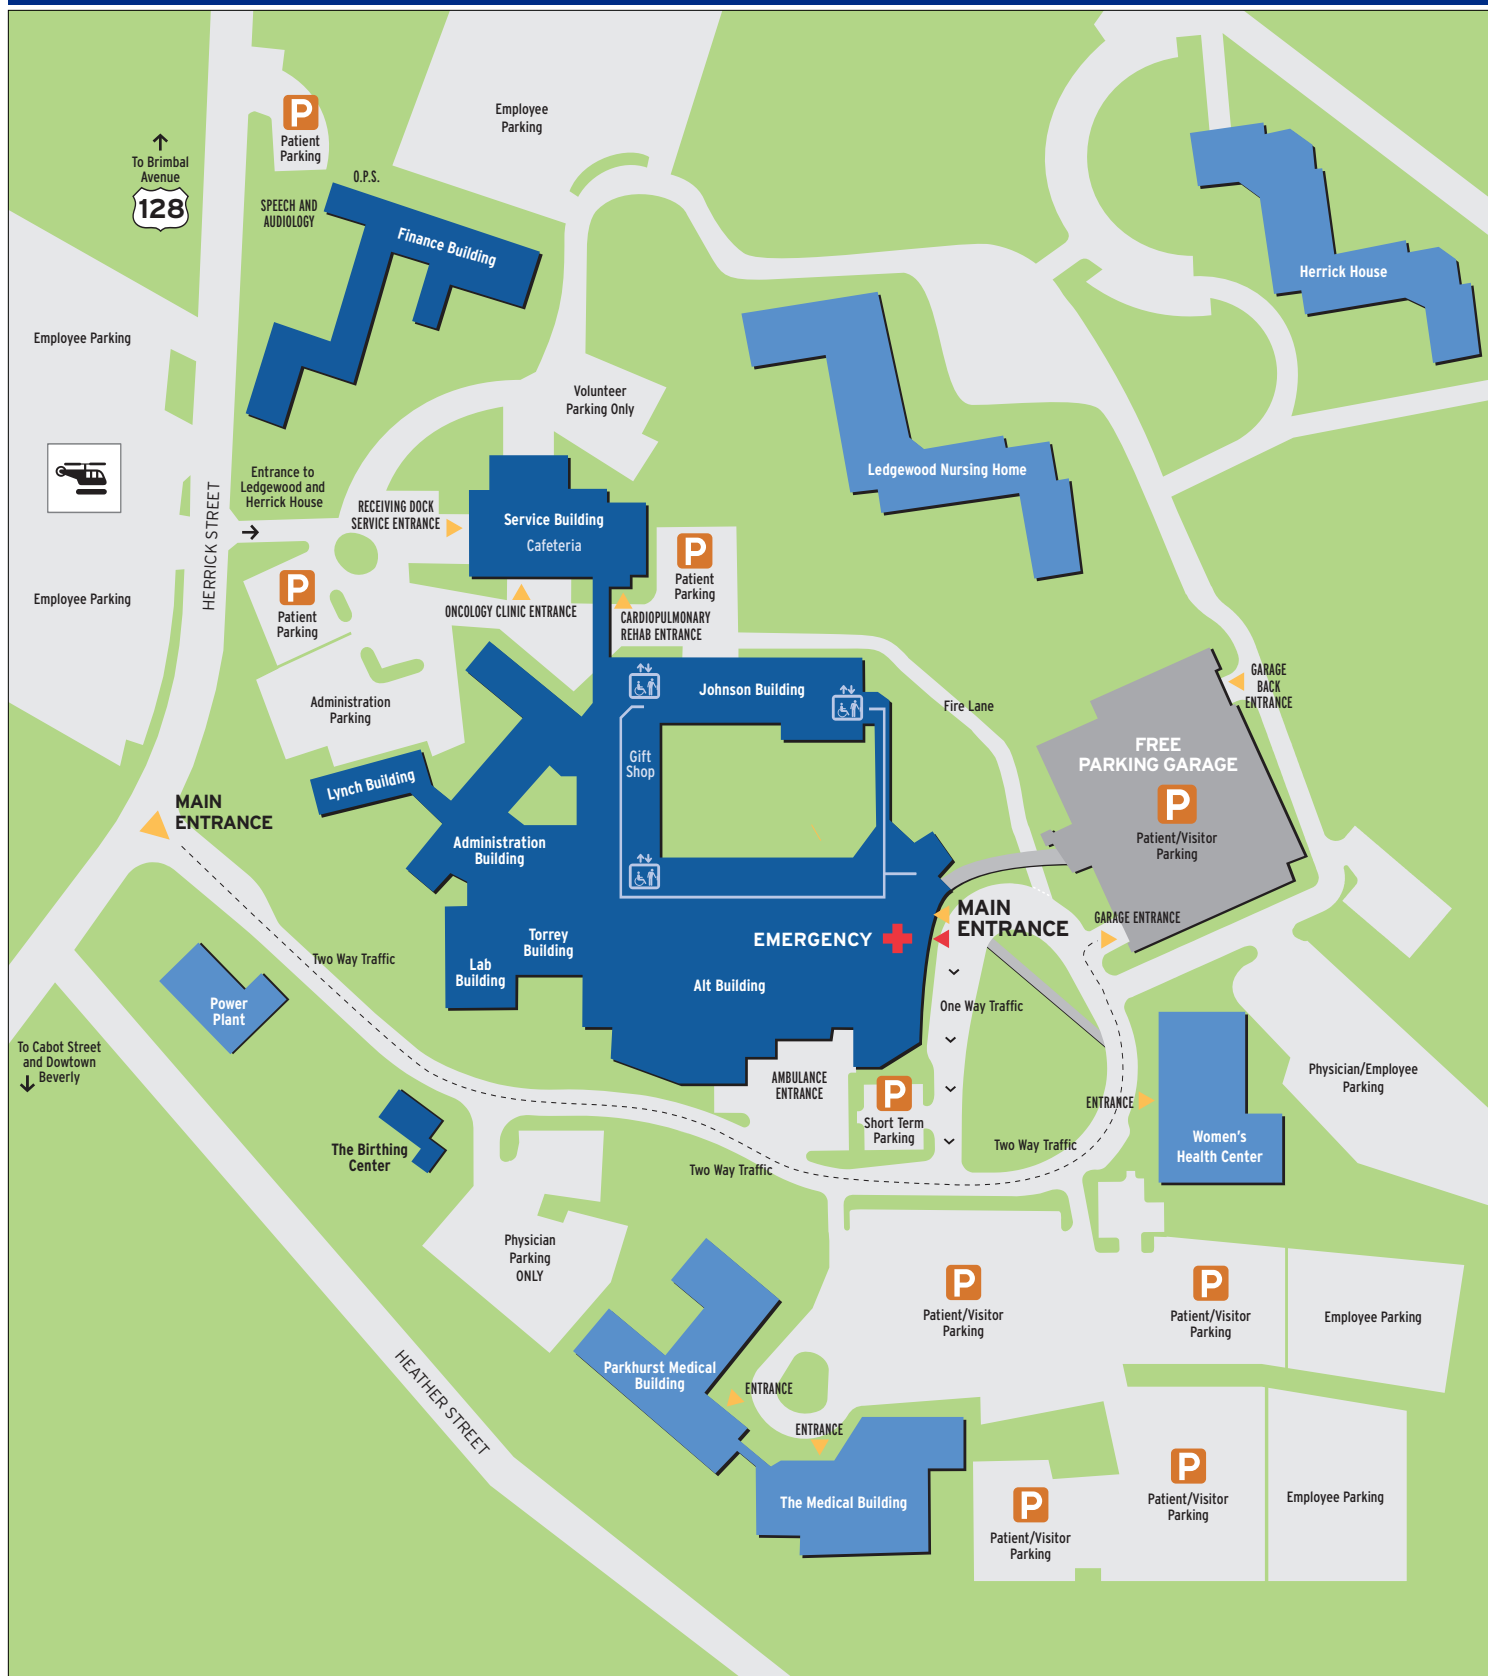 P
Patient
Parking
Employee
Parking
To Brimbal
Avenue
128
O.P.S.
SPEECH AND
AUDIOLOGY
Finance Building
Herrick House
Employee Parking
Volunteer
Parking Only
Ledgewood Nursing Home
Entrance to
Ledgewood and
Herrick House
HERRICK STREET
RECEIVING DOCK
SERVICE ENTRANCE
Service Building
Cafeteria
P
Patient
Parking
P
Patient
Parking
Employee Parking
ONCOLOGY CLINIC ENTRANCE
CARDIOPULMONARY
REHAB ENTRANCE
Johnson Building
GARAGE
BACK
ENTRANCE
Administration
Parking
Fire Lane
Gift
Shop
FREE
PARKING GARAGE
P
Patient/Visitor
Parking
Lynch Building
MAIN
ENTRANCE
Administration
Building
MAIN
ENTRANCE
GARAGE ENTRANCE
EMERGENCY
Torrey
Building
Lab
Building
Alt Building
Two Way Traffic
Power
Plant
One Way Traffic
To Cabot Street
and Dowtown
Beverly
AMBULANCE
ENTRANCE
P
Short Term
Parking
ENTRANCE
Physician/Employee
Parking
Women's
Health Center
Two Way Traffic
The Birthing
Center
Two Way Traffic
Physician
Parking
ONLY
P
Patient/Visitor
Parking
P
Patient/Visitor
Parking
Employee Parking
HEATHER STREET
Parkhurst Medical
Building
ENTRANCE
ENTRANCE
The Medical Building
P
Patient/Visitor
Parking
P
Patient/Visitor
Parking
Employee Parking